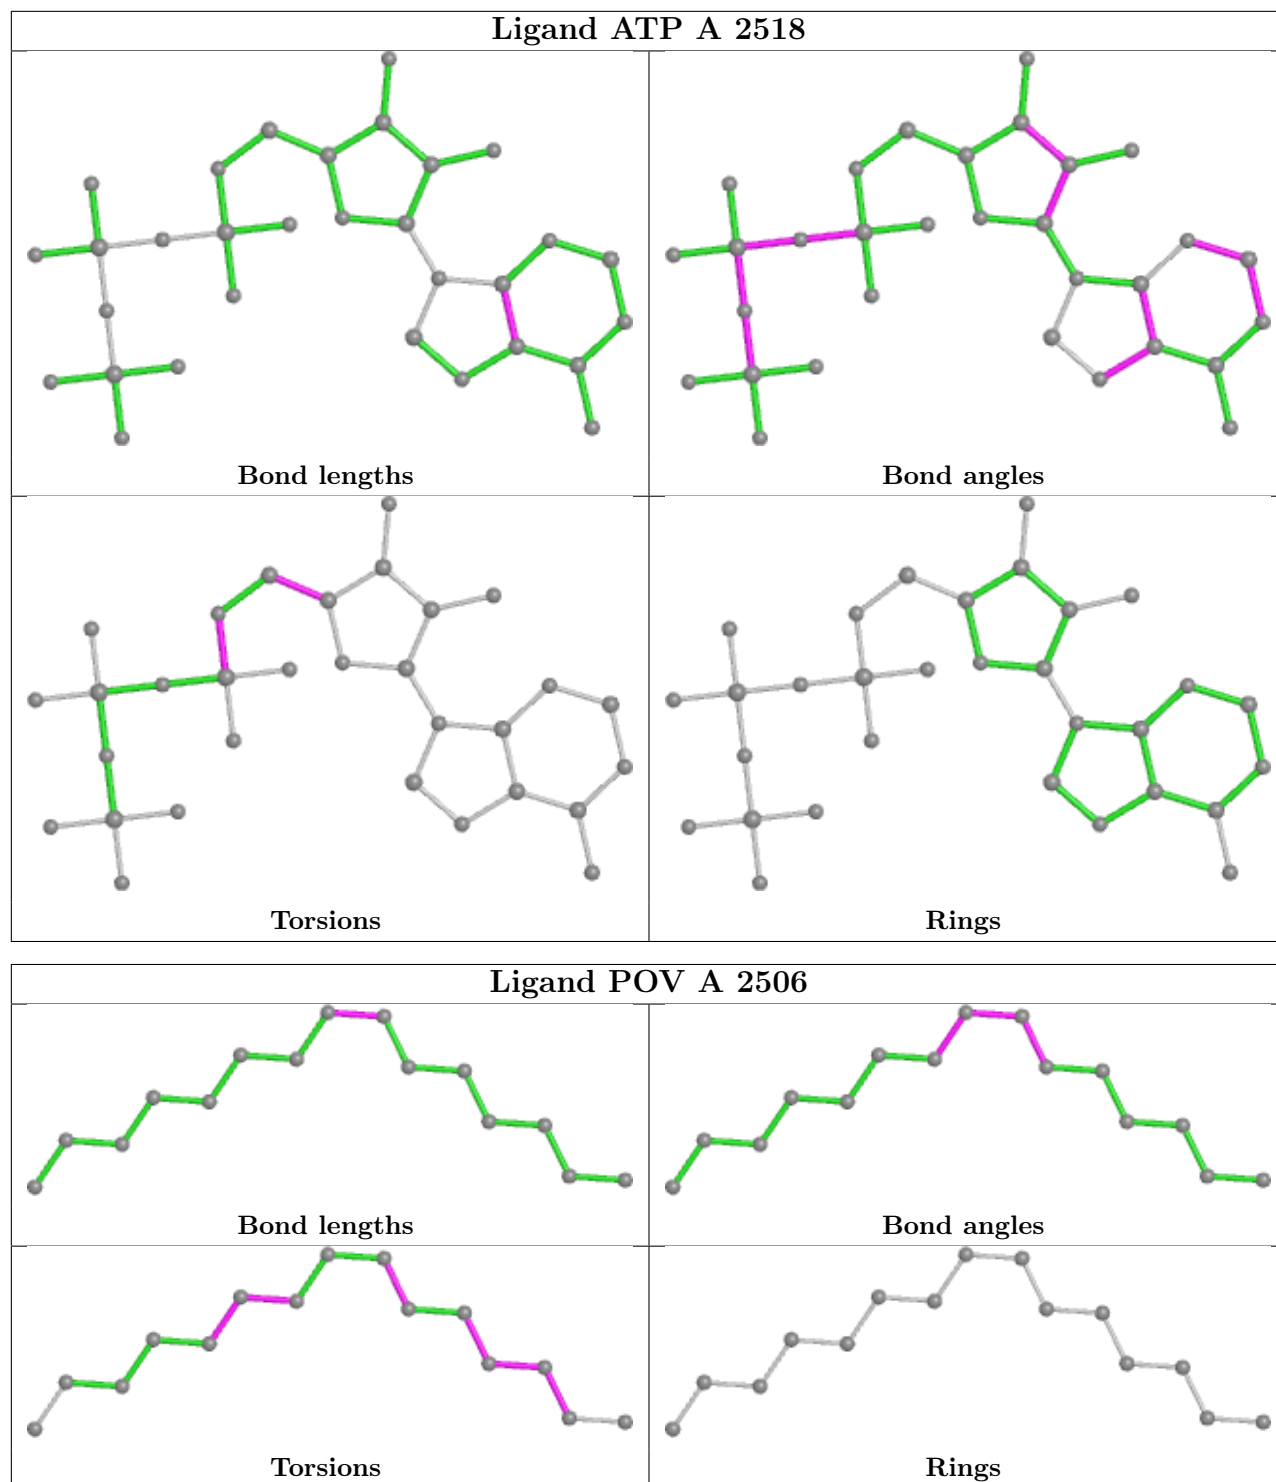 Ligand ATP A 2518
Bond lengths
Bond angles
Torsions
Rings
Ligand POV A 2506
Bond lengths
Bond angles
Torsions
Rings